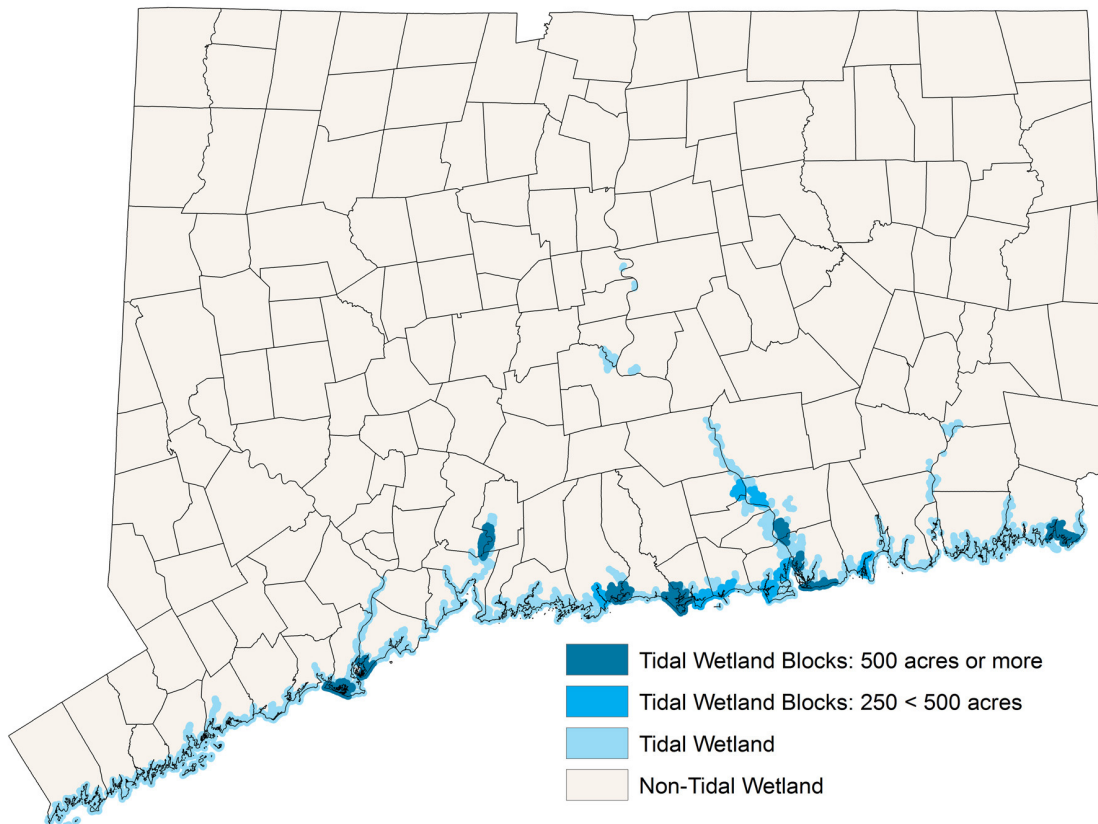 Tidal Wetland Blocks: 500 acres or more
Tidal Wetland Blocks: 250 < 500 acres
Tidal Wetland
Non-Tidal Wetland